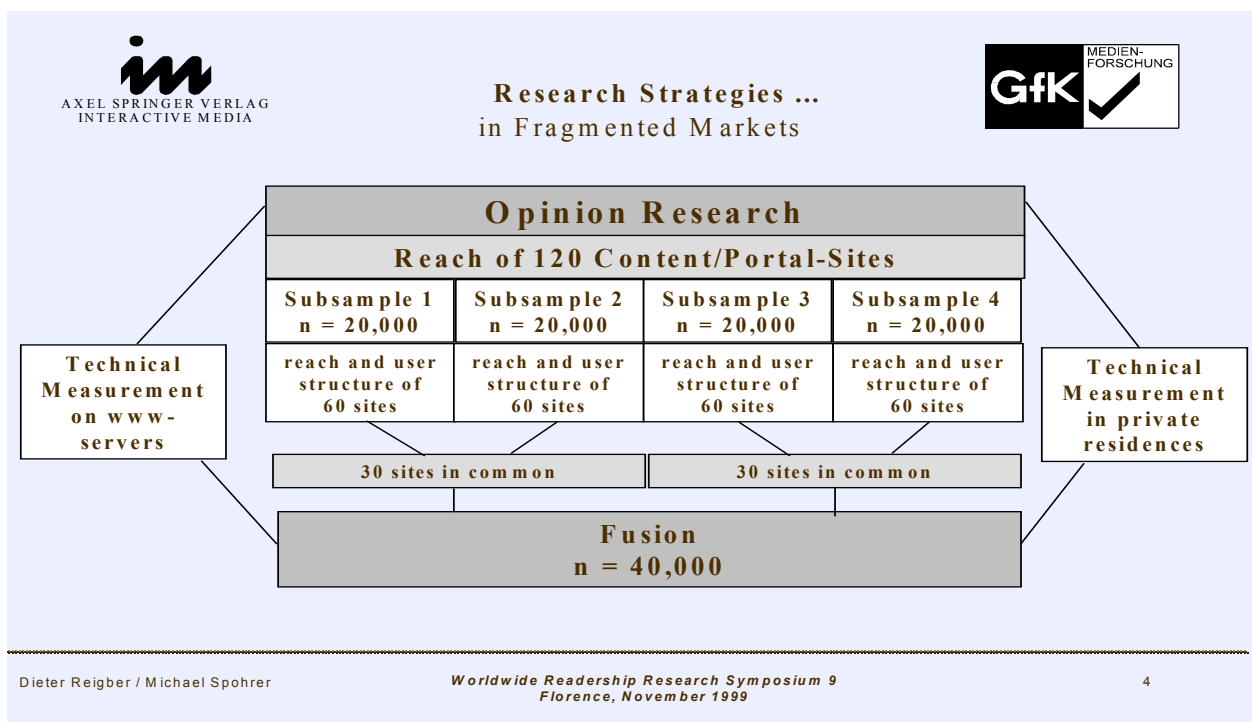 im
AXEL SPRINGER VERLAG
INTERACTIVE MEDIA
Research Strategies ...
in Fragmented Markets
GfK
MEDIEN-
FORSCHUNG
Opinion Research
Reach of 120 Content/Portal-Sites
Subsample 1
n = 20,000
Subsample 2
n = 20,000
Subsample 3
n = 20,000
Subsample 4
n = 20,000
Technical
Measurement
on www-
servers
reach and user
structure of
60 sites
reach and user
structure of
60 sites
reach and user
structure of
60 sites
reach and user
structure of
60 sites
Technical
Measurement
in private
residences
30 sites in common
30 sites in common
Fusion
n = 40,000
Dieter Reigber / Michael Spohrer
Worldwide Readership Research Symposium 9
Florence, November 1999
4